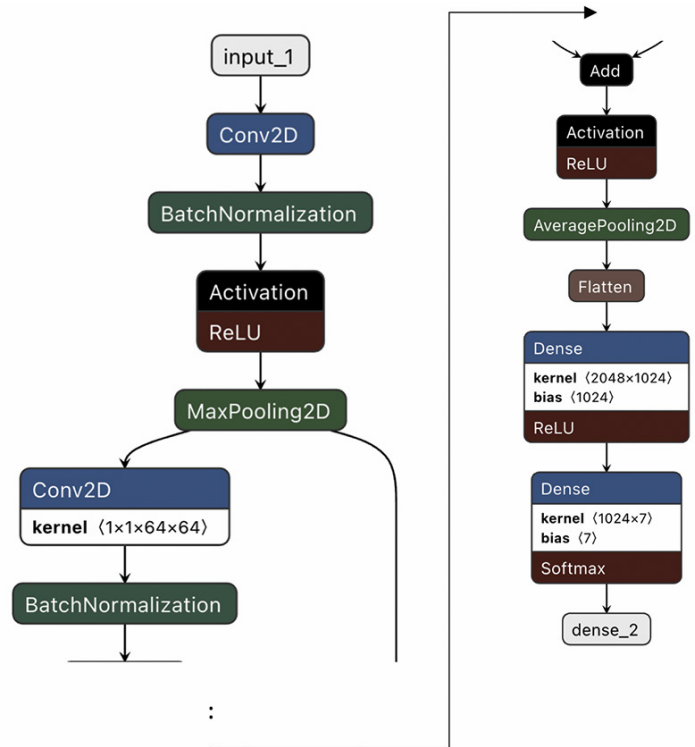 input_1
Conv2D
BatchNormalization
Activation
ReLU
MaxPooling2D
Conv2D
kernel ⟨1×1×64×64⟩
BatchNormalization
:
Add
Activation
ReLU
AveragePooling2D
Flatten
Dense
kernel ⟨2048×1024⟩
bias ⟨1024⟩
ReLU
Dense
kernel ⟨1024×7⟩
bias ⟨7⟩
Softmax
dense_2